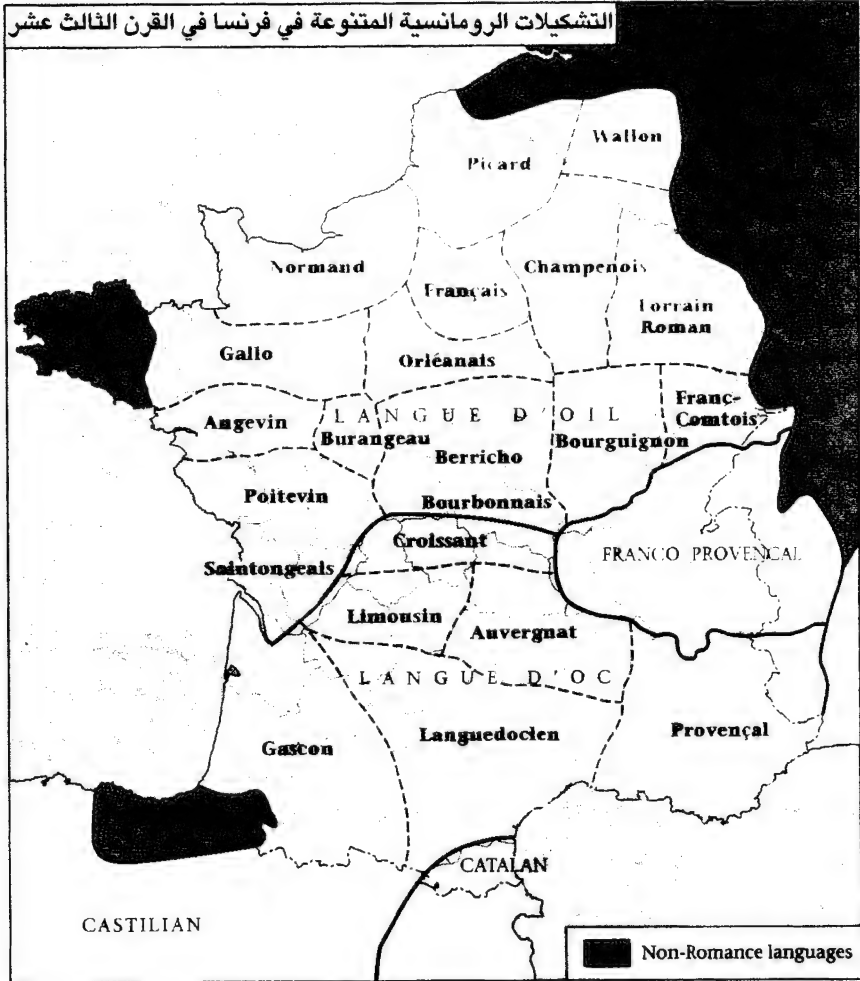 التشكيلات الرومانسية المتنوعة في فرنسا في القرن الثالث عشر
Wallon
Picard
Normand
Français
Champenois
Lorrain
Roman
Gallo
Orléanais
Franc-
Comtois
Angevin
LANGUE D'OIL
Burangeau
Bourguignon
Berricho
Poitevin
Bourbonnais
Croissant
FRANCO PROVENCAL
Saintongeais
Limousin
Auvergnat
LANGUE D'OC
Gascon
Languedocien
Provençal
CATALAN
CASTILIAN
Non-Romance languages